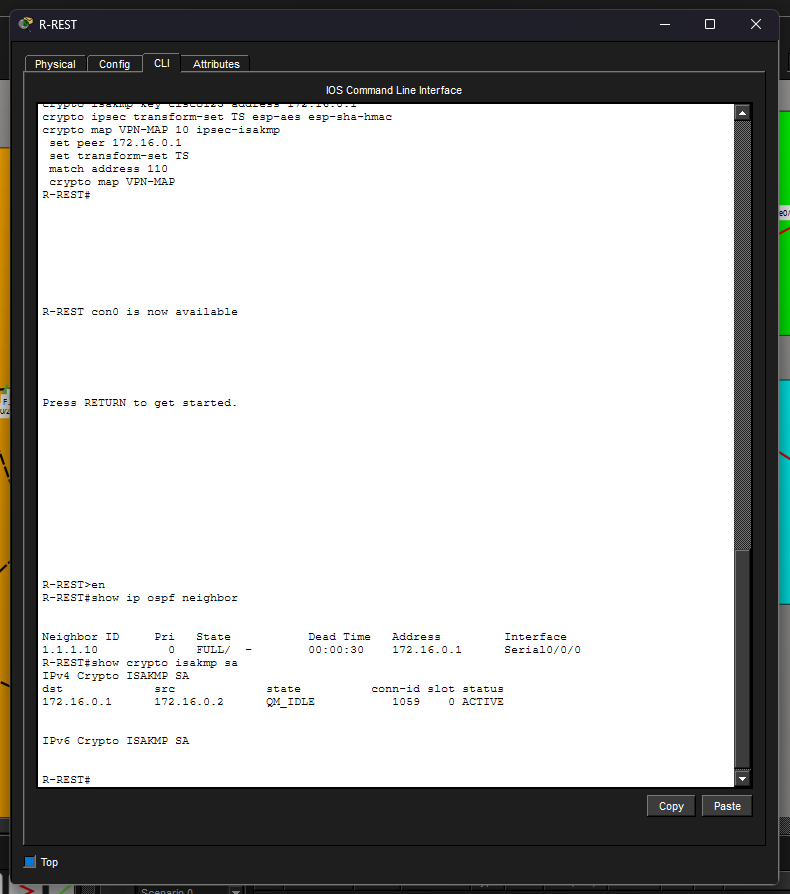 R-REST
Physical Config CLI Attributes
IOS Command Line Interface
crypto isakmp key cisco123 address 172.16.0.1
crypto ipsec transform-set TS esp-aes esp-sha-hmac
crypto map VPN-MAP 10 ipsec-isakmp
set peer 172.16.0.1
set transform-set TS
match address 110
crypto map VPN-MAP
R-REST#
R-REST con0 is now available
Press RETURN to get started.
R-REST>en
R-REST#show ip ospf neighbor
Neighbor ID Pri State Dead Time Address Interface
1.1.1.10 0 FULL/ - 00:00:30 172.16.0.1 Serial0/0/0
R-REST#show crypto isakmp sa
IPv4 Crypto ISAKMP SA
dst src state conn-id slot status
172.16.0.1 172.16.0.2 QM_IDLE 1059 0 ACTIVE
IPv6 Crypto ISAKMP SA
R-REST#
Copy Paste
Top
Scenario 0